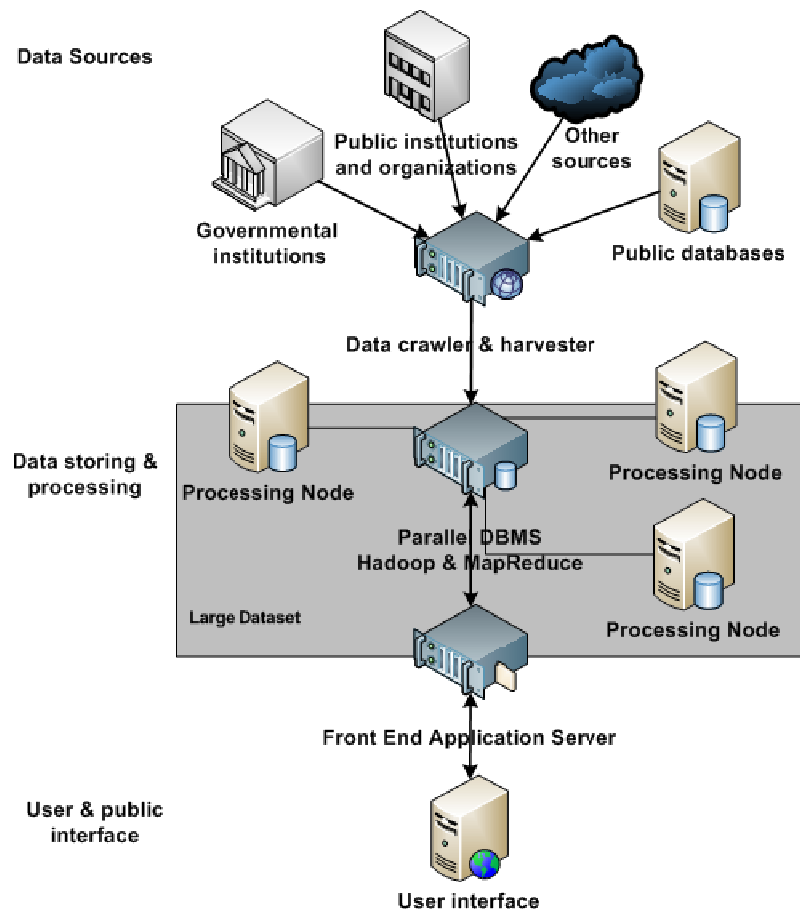 Data Sources
Public institutions
and organizations
Other
sources
Governmental
institutions
Public databases
Data crawler & harvester
Data storing &
processing
Processing Node
Processing Node
Parallel DBMS
Hadoop & MapReduce
Large Dataset
Processing Node
Front End Application Server
User & public
interface
User interface